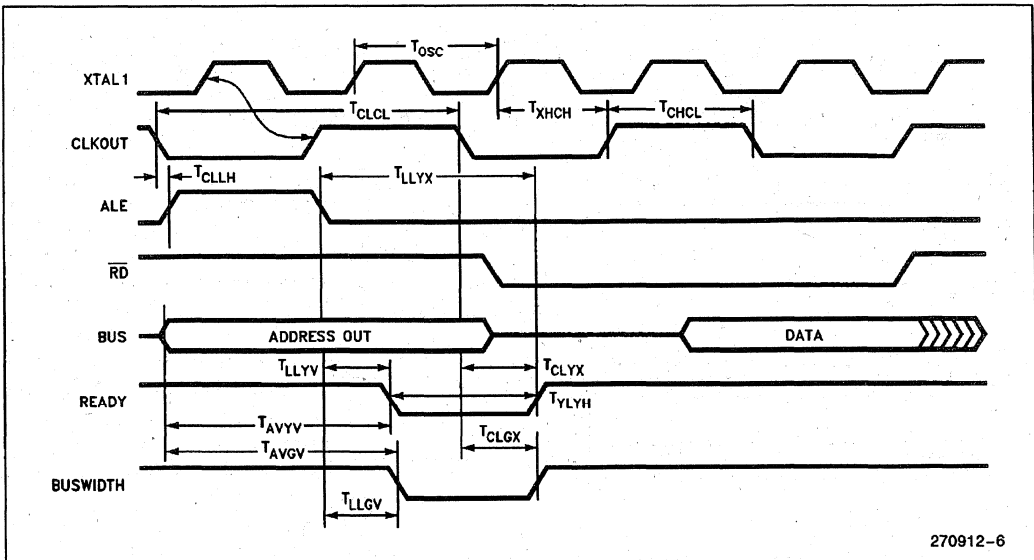 T_OSC
XTAL1
T_CLCL
T_XHCH
T_CHCL
CLKOUT
T_CLLH
T_LLYX
ALE
RD
BUS
ADDRESS OUT
DATA
T_LLYV
T_CLYX
READY
T_YLYH
T_AVYV
T_CLGX
T_AVGV
BUSWIDTH
T_LLGV
270912-6